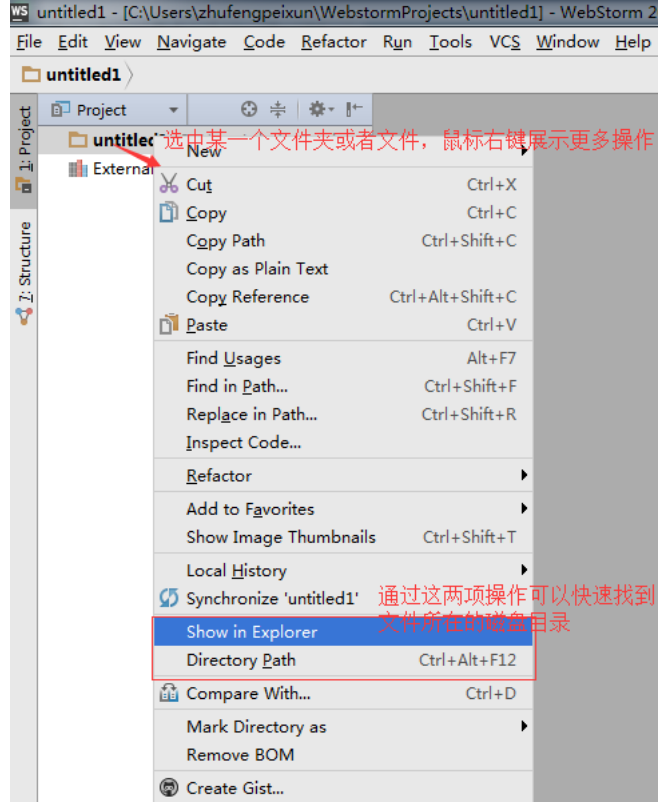 WS untitled1 - [C:\Users\zhufengpeixun\WebstormProjects\untitled1] - WebStorm 2
File Edit View Navigate Code Refactor Run Tools VCS Window Help
untitled1
1: Project
7: Structure
Project
untitled
选中某一个文件夹或者文件，鼠标右键展示更多操作
External
New
Cut Ctrl+X
Copy Ctrl+C
Copy Path Ctrl+Shift+C
Copy as Plain Text
Copy Reference Ctrl+Alt+Shift+C
Paste Ctrl+V
Find Usages Alt+F7
Find in Path... Ctrl+Shift+F
Replace in Path... Ctrl+Shift+R
Inspect Code...
Refactor
Add to Favorites
Show Image Thumbnails Ctrl+Shift+T
Local History
Synchronize 'untitled1'
通过这两项操作可以快速找到
文件所在的磁盘目录
Show in Explorer
Directory Path Ctrl+Alt+F12
Compare With... Ctrl+D
Mark Directory as
Remove BOM
Create Gist...